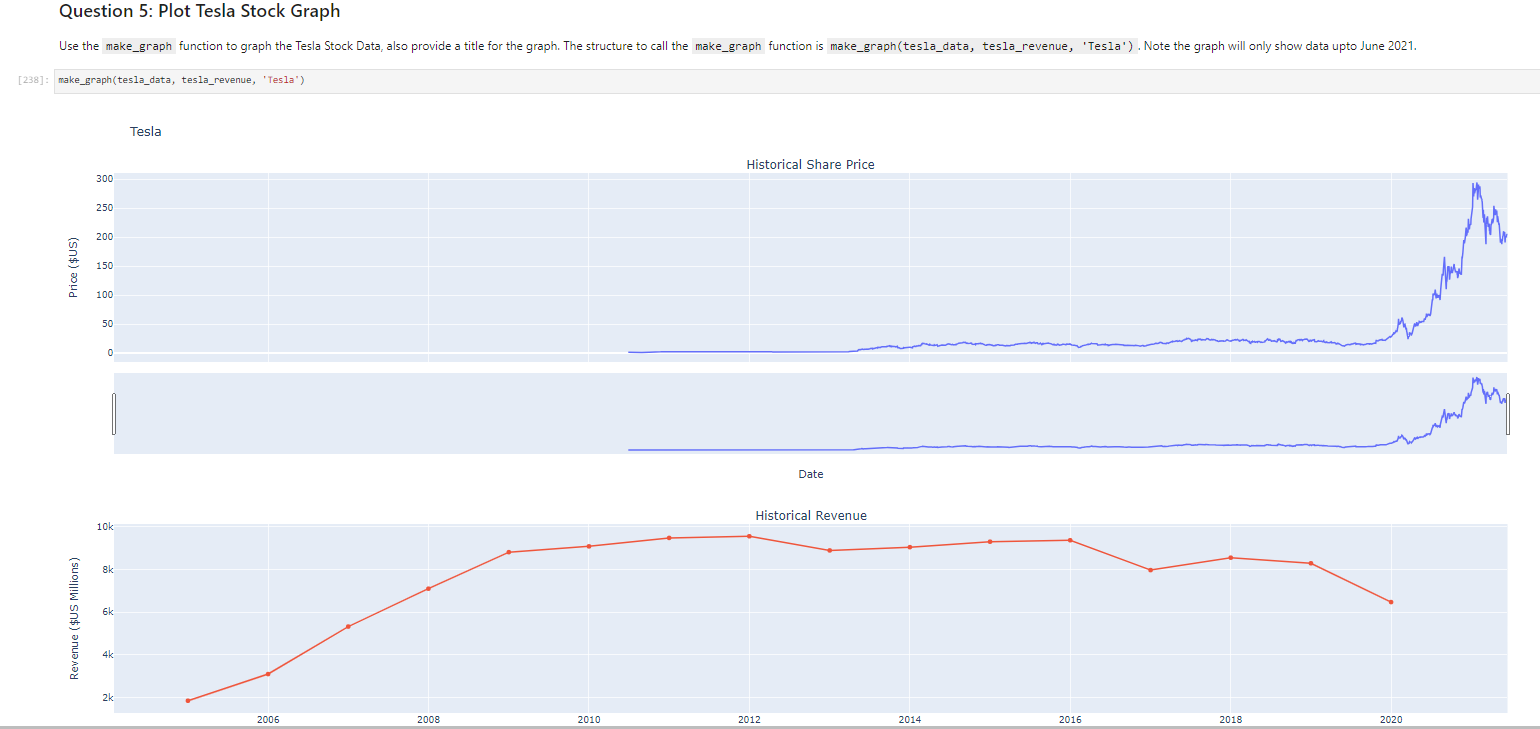 Question 5: Plot Tesla Stock Graph
Use the make_graph function to graph the Tesla Stock Data, also provide a title for the graph. The structure to call the make_graph function is make_graph(tesla_data, tesla_revenue, 'Tesla'). Note the graph will only show data upto June 2021.
[238]: make_graph(tesla_data, tesla_revenue, 'Tesla')
Tesla
Historical Share Price
300
250
200
150
100
50
0
Price ($US)
Date
Historical Revenue
10k
8k
6k
4k
2k
Revenue ($US Millions)
2006 2008 2010 2012 2014 2016 2018 2020